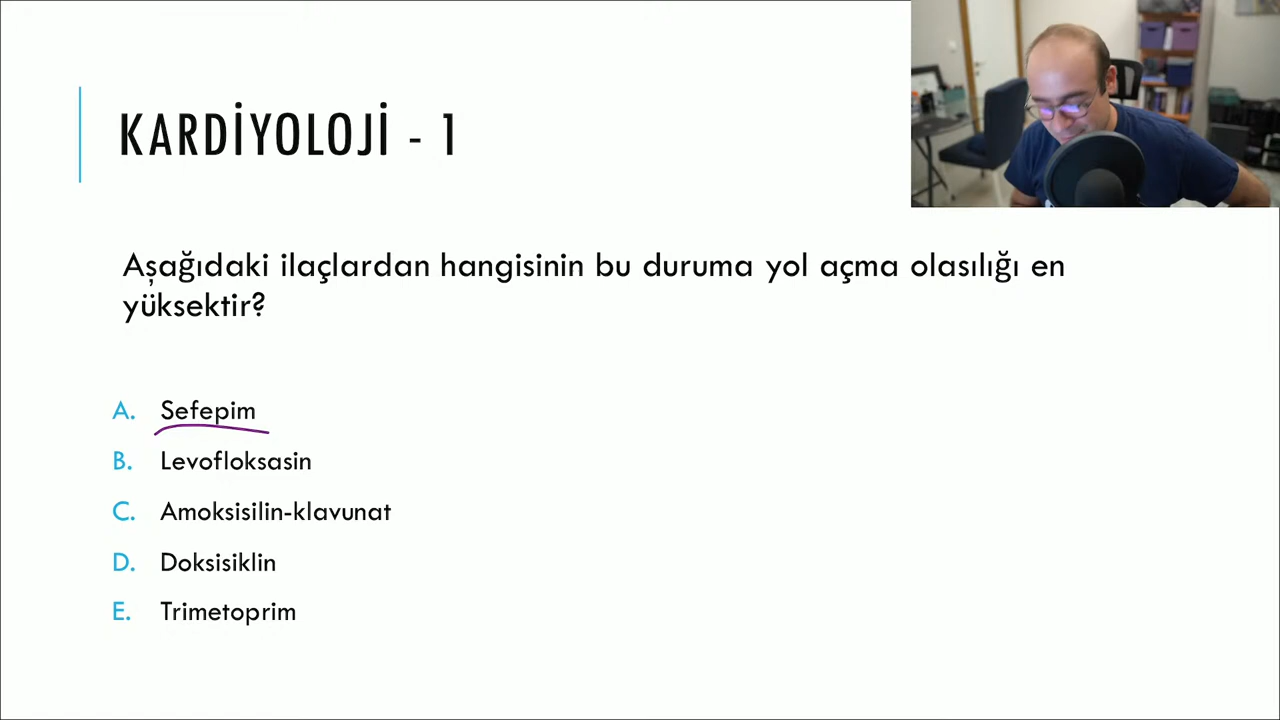 KARDİYOLOJİ - 1
Aşağıdaki ilaçlardan hangisinin bu duruma yol açma olasılığı en
yüksektir?
A. Sefepim
B. Levofloksasin
C. Amoksisilin-klavunat
D. Doksisiklin
E. Trimetoprim